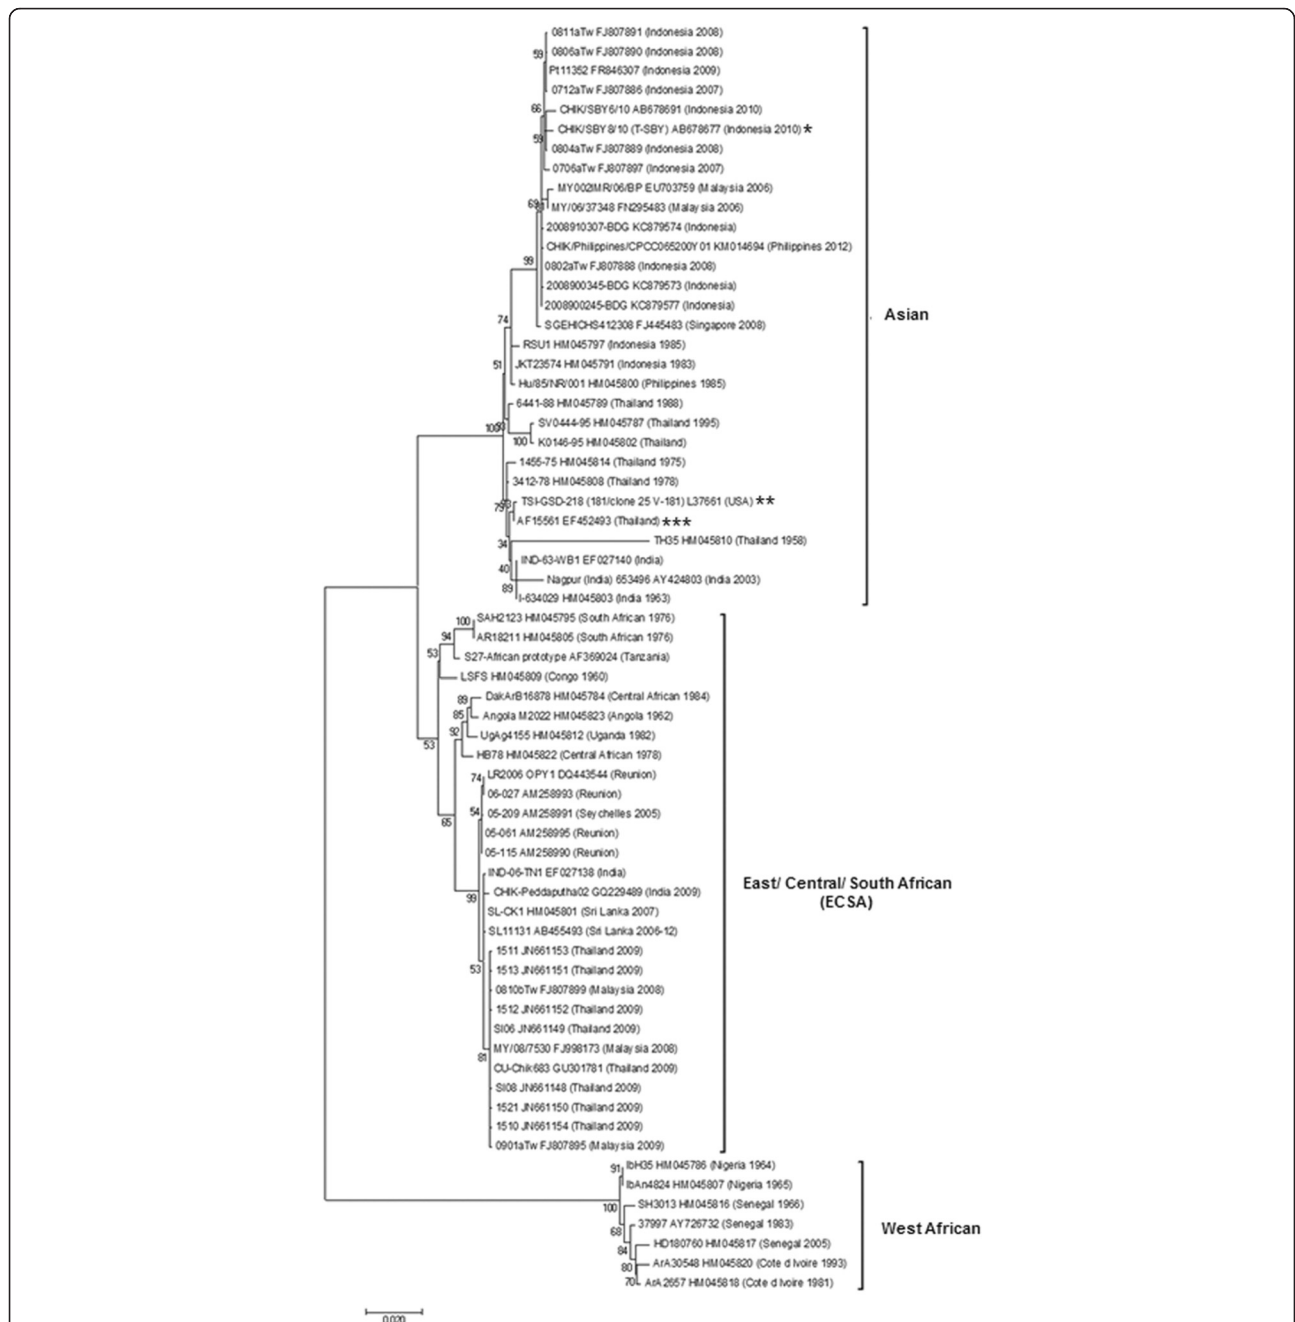 0811aTw FJ807891 (Indonesia 2008)
0806aTw FJ807890 (Indonesia 2008)
59
Pt11352 FR846307 (Indonesia 2009)
0712aTw FJ807886 (Indonesia 2007)
66
CHIK/SBY6/10 AB678691 (Indonesia 2010)
CHIK/SBY8/10 (T-SBY) AB678677 (Indonesia 2010) *
59
0804aTw FJ807889 (Indonesia 2008)
0706aTw FJ807897 (Indonesia 2007)
MY002IMR/06/BP EU703759 (Malaysia 2006)
69
MY/06/37348 FN295483 (Malaysia 2006)
2008910307-BDG KC879574 (Indonesia)
CHIK/Philippines/CPCC065200Y01 KM014694 (Philippines 2012)
99
0802aTw FJ807888 (Indonesia 2008)
2008900345-BDG KC879573 (Indonesia)
2008900245-BDG KC879577 (Indonesia)
Asian
74
SGEHICHS412308 FJ445483 (Singapore 2008)
RSU1 HM045797 (Indonesia 1985)
51
JKT23574 HM045791 (Indonesia 1983)
Hu/85/NR/001 HM045800 (Philippines 1985)
6441-88 HM045789 (Thailand 1988)
SV0444-95 HM045787 (Thailand 1995)
100
100
K0146-95 HM045802 (Thailand)
1455-75 HM045814 (Thailand 1975)
3412-78 HM045808 (Thailand 1978)
TSI-GSD-218 (181/clone 25 V-181) L37661 (USA) **
79
AF15561 EF452493 (Thailand) ***
TH35 HM045810 (Thailand 1958)
34
IND-63-WB1 EF027140 (India)
40
Nagpur (India) 653496 AY424803 (India 2003)
89
I-634029 HM045803 (India 1963)
100
SAH2123 HM045795 (South African 1976)
94
AR18211 HM045805 (South African 1976)
53
S27-African prototype AF369024 (Tanzania)
LSFS HM045809 (Congo 1960)
89
DakArB16878 HM045784 (Central African 1984)
85
Angola M2022 HM045823 (Angola 1962)
92
UgAg4155 HM045812 (Uganda 1982)
53
HB78 HM045822 (Central African 1978)
74
LR2006 OPY1 DQ443544 (Reunion)
06-027 AM258993 (Reunion)
54
05-209 AM258991 (Seychelles 2005)
65
05-061 AM258995 (Reunion)
05-115 AM258990 (Reunion)
IND-06-TN1 EF027138 (India)
East/ Central/ South African
(ECSA)
99
CHIK-Peddaputha02 GQ229489 (India 2009)
SL-CK1 HM045801 (Sri Lanka 2007)
SL11131 AB455493 (Sri Lanka 2006-12)
1511 JN661153 (Thailand 2009)
53
1513 JN661151 (Thailand 2009)
0810bTw FJ807899 (Malaysia 2008)
1512 JN661152 (Thailand 2009)
SI06 JN661149 (Thailand 2009)
MY/08/7530 FJ998173 (Malaysia 2008)
81
CU-Chik683 GU301781 (Thailand 2009)
SI08 JN661148 (Thailand 2009)
1521 JN661150 (Thailand 2009)
1510 JN661154 (Thailand 2009)
0901aTw FJ807895 (Malaysia 2009)
91
IbH35 HM045786 (Nigeria 1964)
IbAn4824 HM045807 (Nigeria 1965)
100
SH3013 HM045816 (Senegal 1966)
68
37997 AY726732 (Senegal 1983)
West African
84
HD180760 HM045817 (Senegal 2005)
80
ArA30548 HM045820 (Cote d Ivoire 1993)
70
ArA2657 HM045818 (Cote d Ivoire 1981)
0.020